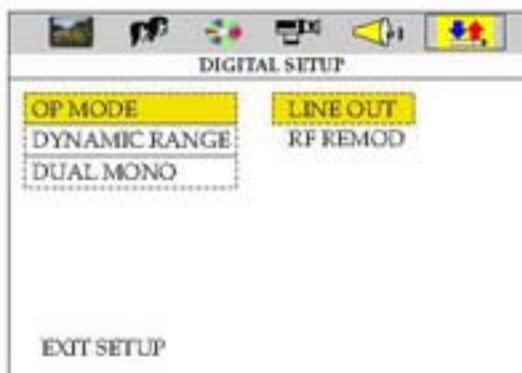 DIGITAL SETUP
OP MODE
LINE OUT
DYNAMIC RANGE
RF REMOD
DUAL MONO
EXIT SETUP